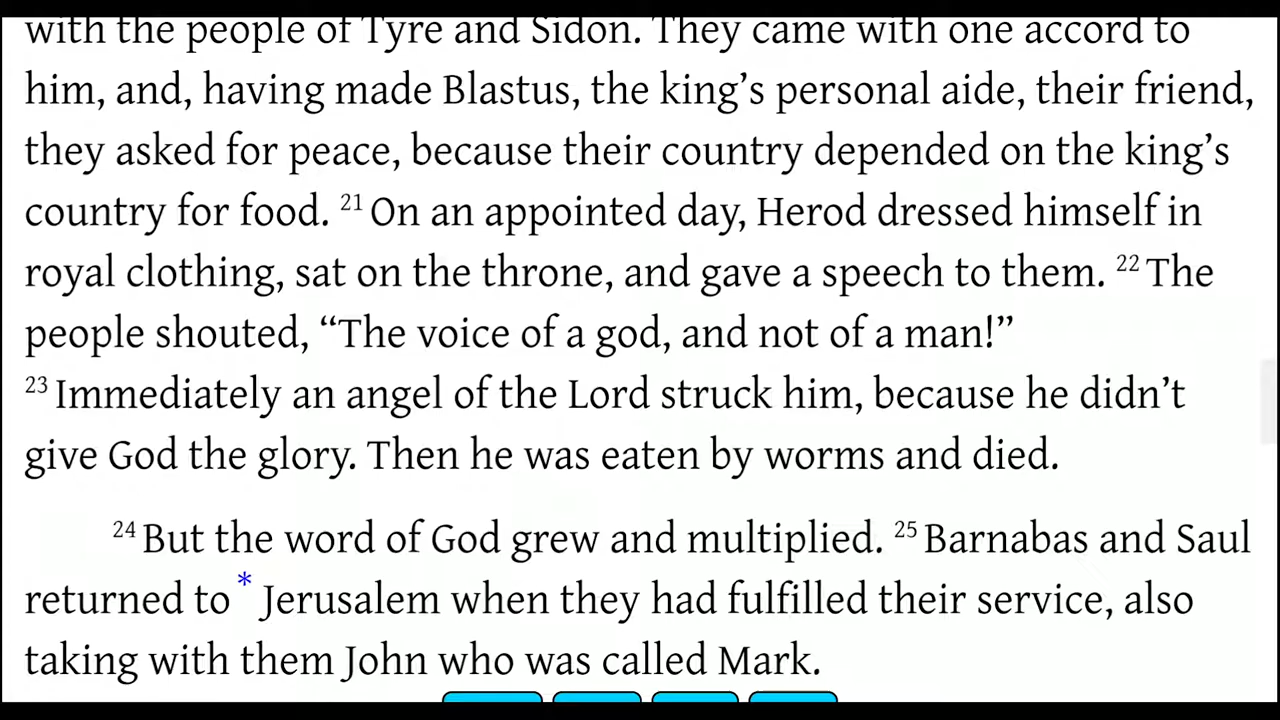 with the people of Tyre and Sidon. They came with one accord to
him, and, having made Blastus, the king’s personal aide, their friend,
they asked for peace, because their country depended on the king’s
country for food. 21 On an appointed day, Herod dressed himself in
royal clothing, sat on the throne, and gave a speech to them. 22 The
people shouted, “The voice of a god, and not of a man!”
23 Immediately an angel of the Lord struck him, because he didn’t
give God the glory. Then he was eaten by worms and died.
24 But the word of God grew and multiplied. 25 Barnabas and Saul
returned to * Jerusalem when they had fulfilled their service, also
taking with them John who was called Mark.